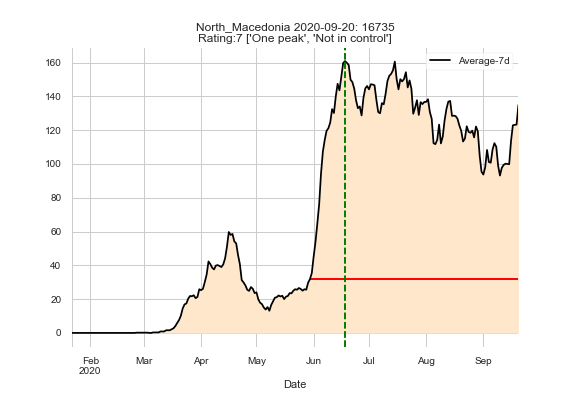 North_Macedonia 2020-09-20: 16735
Rating:7 ['One peak', 'Not in control']
Average-7d
160
140
120
100
80
60
40
20
0
Feb Mar Apr May Jun Jul Aug Sep
2020
Date